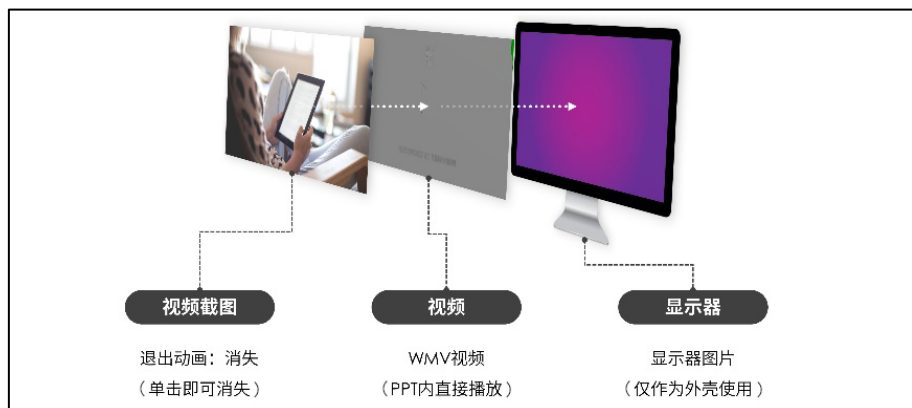 视频截图
视频
显示器
退出动画：消失
（单击即可消失）
WMV视频
（PPT内直接播放）
显示器图片
（仅作为外壳使用）